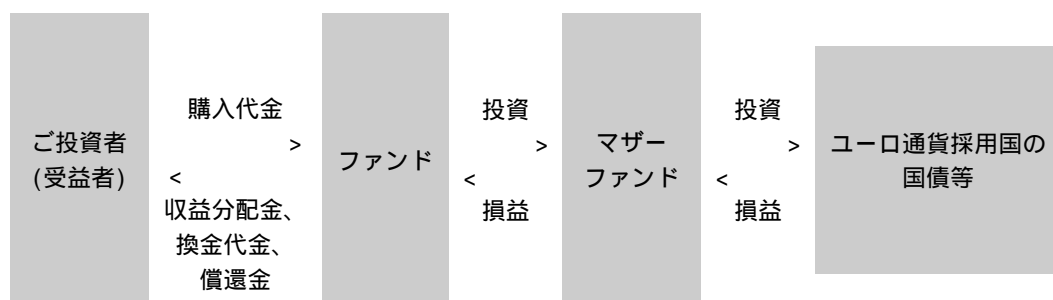 ご投資者
(受益者)
購入代金
>
<
収益分配金、
換金代金、
償還金
ファンド
投資
>
<
損益
マザー
ファンド
投資
>
<
損益
ユーロ通貨採用国の
国債等